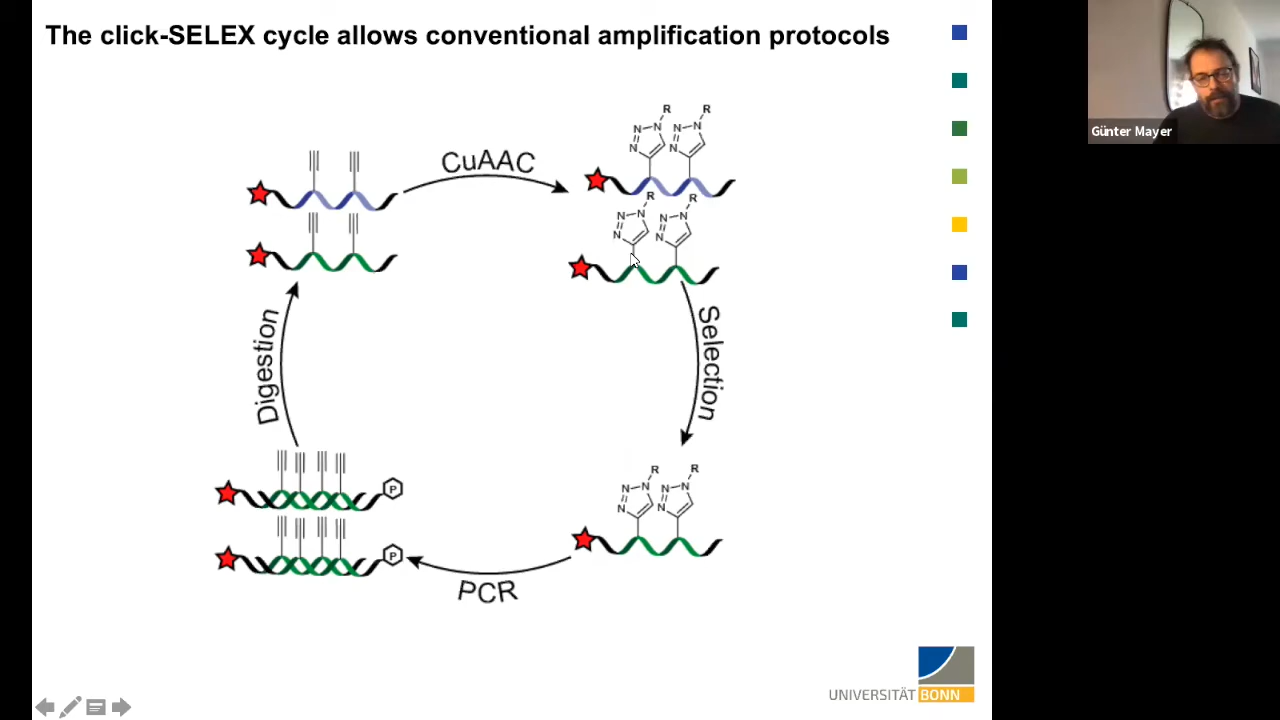 The click-SELEX cycle allows conventional amplification protocols
Günter Mayer
R R
N N N N
N N
CuAAC
R R
N N N N
N N
Digestion
Selection
R R
N N N N
N N
P
P
PCR
UNIVERSITÄT BONN